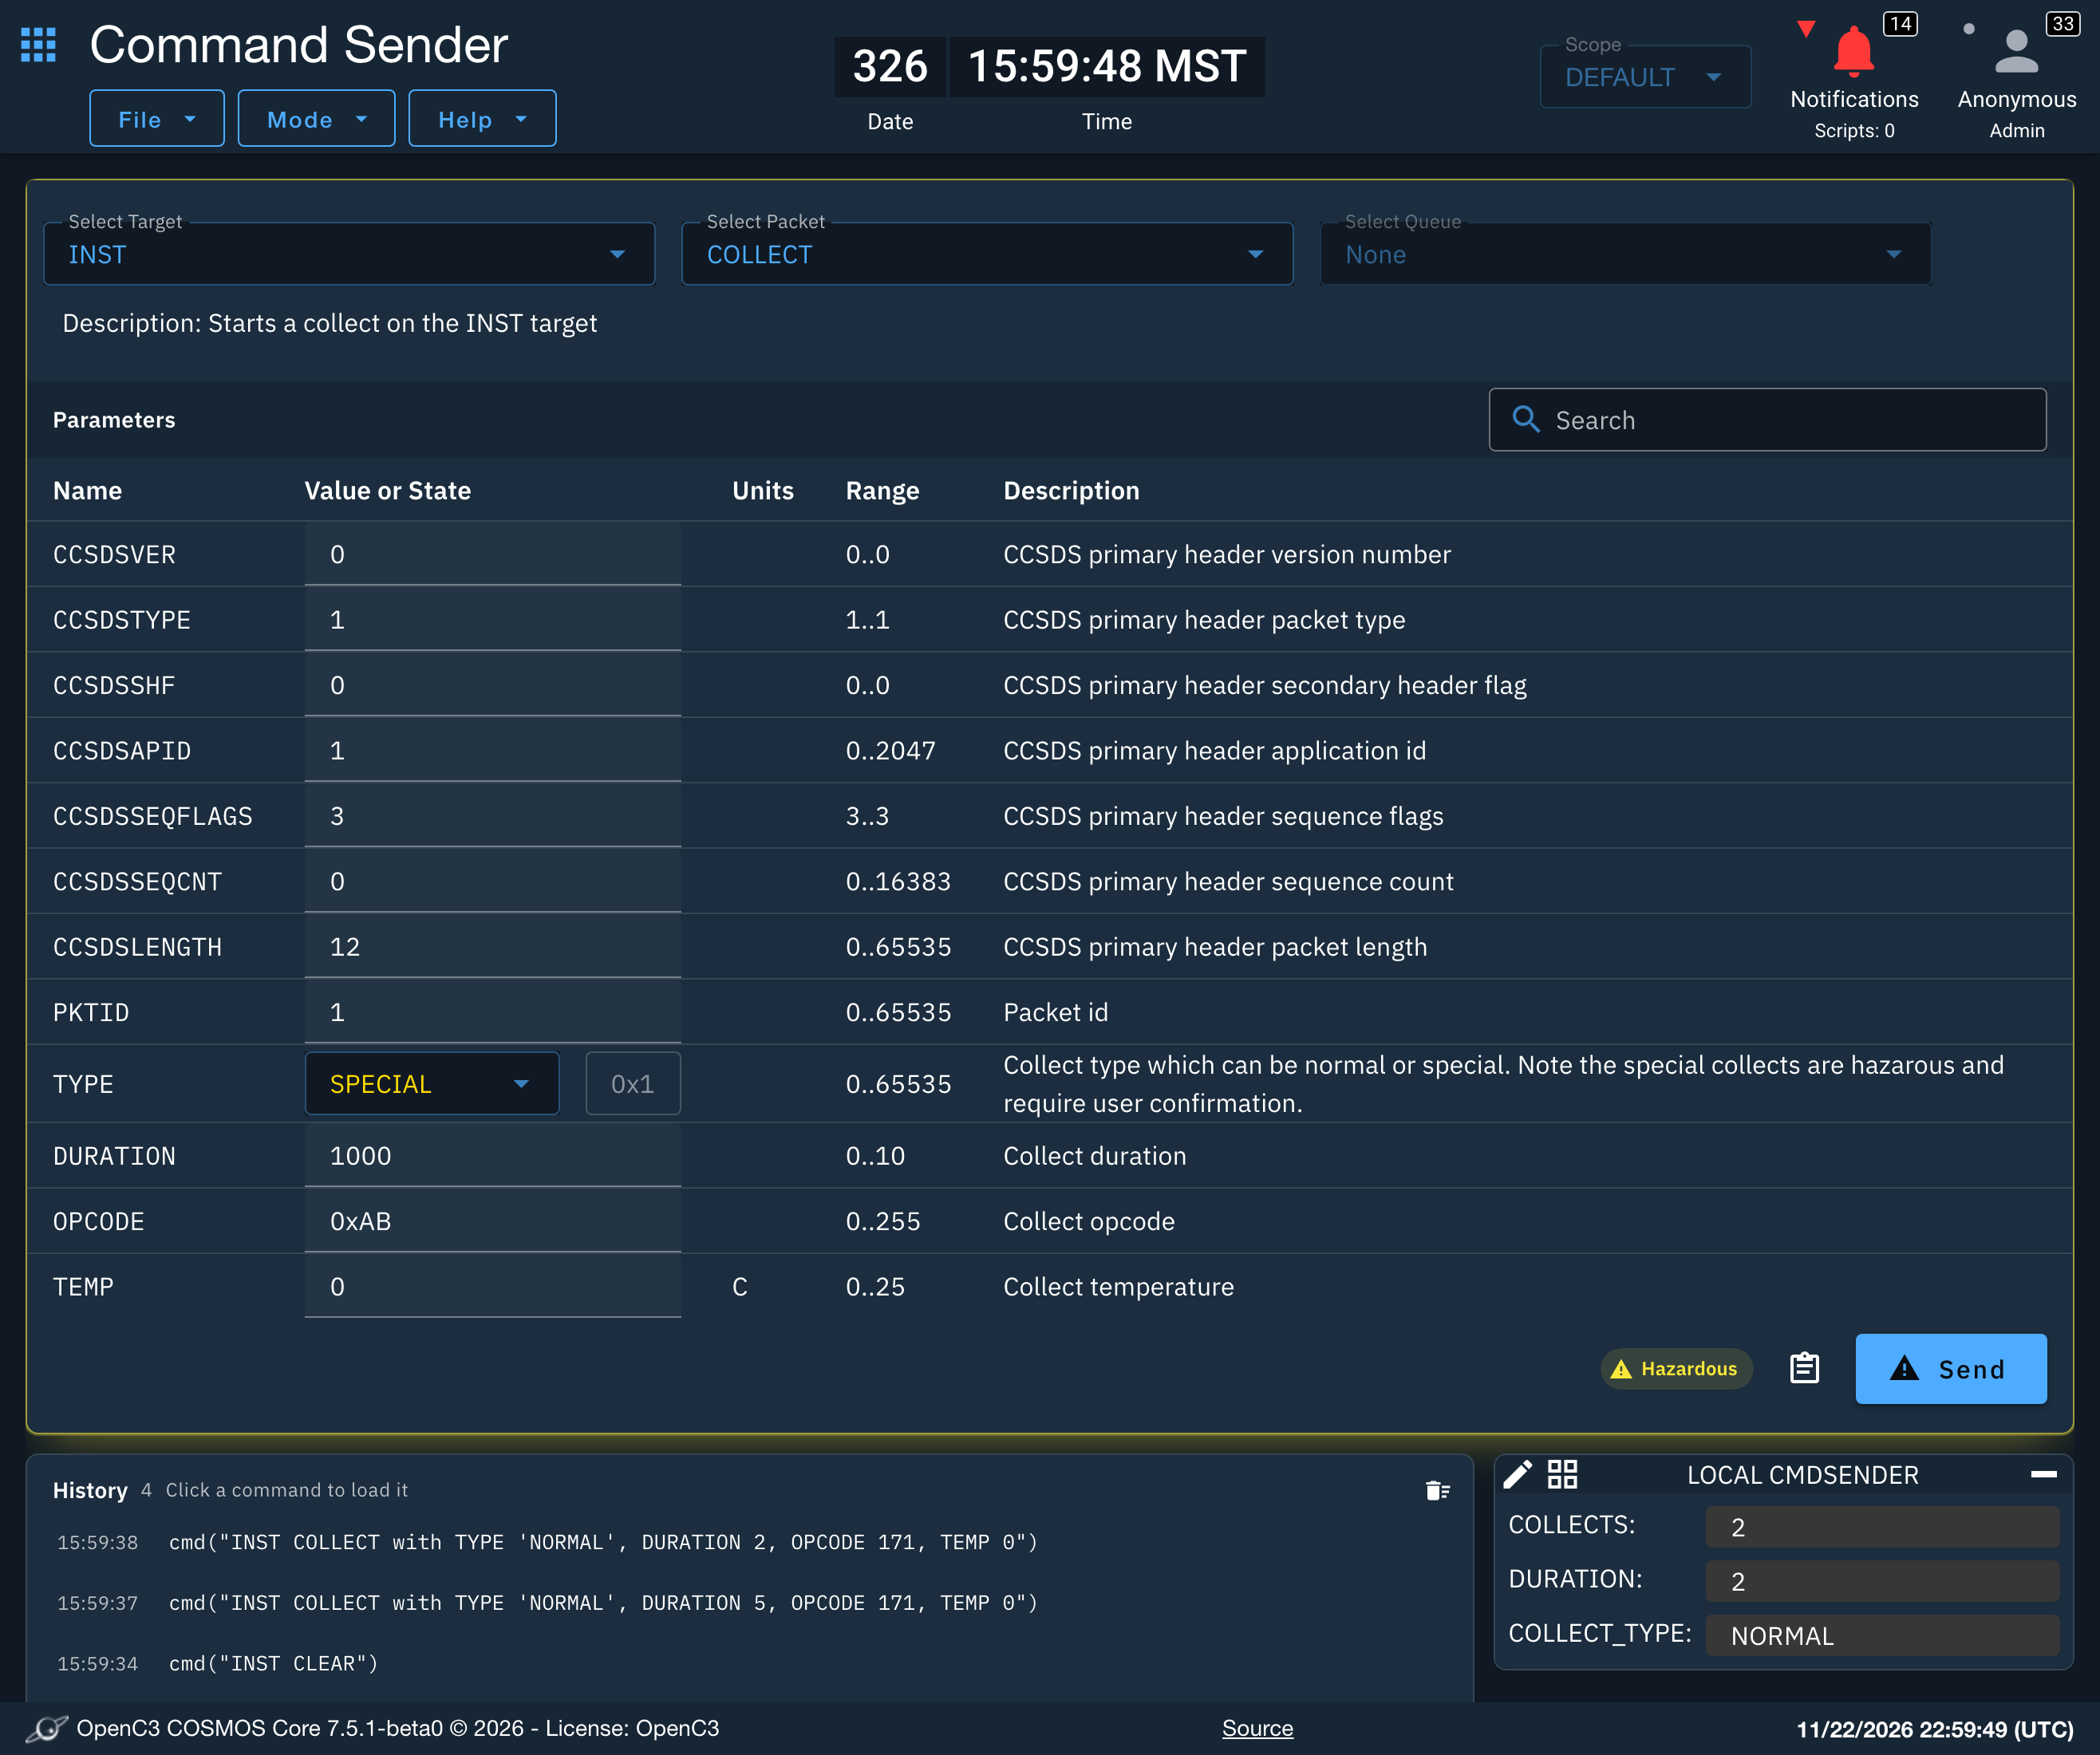 Command Sender
File
Mode
Help
326
15:59:48 MST
Date
Time
Scope
DEFAULT
14
Notifications
Scripts: 0
33
Anonymous
Admin
Select Target
INST
Select Packet
COLLECT
Select Queue
None
Description: Starts a collect on the INST target
Parameters
Search
Name Value or State Units Range Description
CCSDSVER 0 0..0 CCSDS primary header version number
CCSDSTYPE 1 1..1 CCSDS primary header packet type
CCSDSSHF 0 0..0 CCSDS primary header secondary header flag
CCSDSAPID 1 0..2047 CCSDS primary header application id
CCSDSSEQFLAGS 3 3..3 CCSDS primary header sequence flags
CCSDSSEQCNT 0 0..16383 CCSDS primary header sequence count
CCSDSLENGTH 12 0..65535 CCSDS primary header packet length
PKTID 1 0..65535 Packet id
TYPE SPECIAL 0x1 0..65535 Collect type which can be normal or special. Note the special collects are hazarous and
require user confirmation.
DURATION 1000 0..10 Collect duration
OPCODE 0xAB 0..255 Collect opcode
TEMP 0 C 0..25 Collect temperature
Hazardous
Send
History 4 Click a command to load it
15:59:38 cmd("INST COLLECT with TYPE 'NORMAL', DURATION 2, OPCODE 171, TEMP 0")
15:59:37 cmd("INST COLLECT with TYPE 'NORMAL', DURATION 5, OPCODE 171, TEMP 0")
15:59:34 cmd("INST CLEAR")
LOCAL CMDSENDER
COLLECTS: 2
DURATION: 2
COLLECT_TYPE: NORMAL
OpenC3 COSMOS Core 7.5.1-beta0 © 2026 - License: OpenC3
Source
11/22/2026 22:59:49 (UTC)